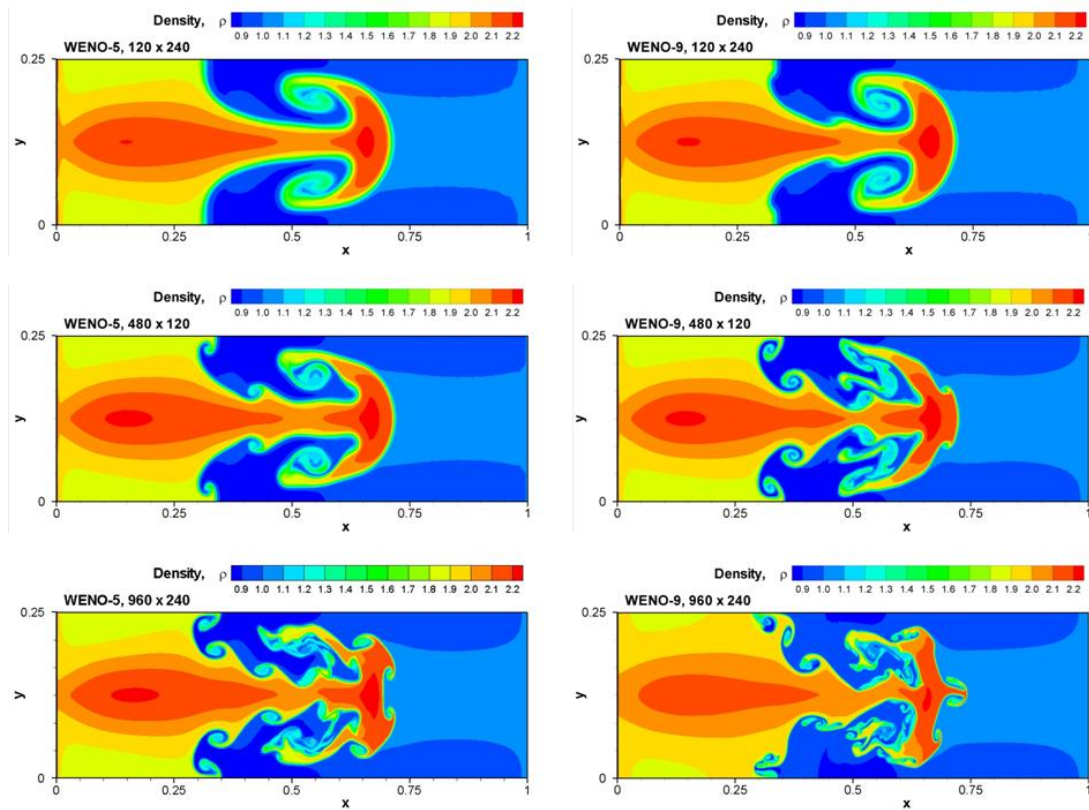 Density, ρ
0.9 1.0 1.1 1.2 1.3 1.4 1.5 1.6 1.7 1.8 1.9 2.0 2.1 2.2
WENO-5, 120 x 240
0.25
y
0
0 0.25 0.5 0.75 1
x
Density, ρ
0.9 1.0 1.1 1.2 1.3 1.4 1.5 1.6 1.7 1.8 1.9 2.0 2.1 2.2
WENO-9, 120 x 240
0.25
y
0
0 0.25 0.5 0.75 1
x
Density, ρ
0.9 1.0 1.1 1.2 1.3 1.4 1.5 1.6 1.7 1.8 1.9 2.0 2.1 2.2
WENO-5, 480 x 120
0.25
y
0
0 0.25 0.5 0.75 1
x
Density, ρ
0.9 1.0 1.1 1.2 1.3 1.4 1.5 1.6 1.7 1.8 1.9 2.0 2.1 2.2
WENO-9, 480 x 120
0.25
y
0
0 0.25 0.5 0.75 1
x
Density, ρ
0.9 1.0 1.1 1.2 1.3 1.4 1.5 1.6 1.7 1.8 1.9 2.0 2.1 2.2
WENO-5, 960 x 240
0.25
y
0
0 0.25 0.5 0.75 1
x
Density, ρ
0.9 1.0 1.1 1.2 1.3 1.4 1.5 1.6 1.7 1.8 1.9 2.0 2.1 2.2
WENO-9, 960 x 240
0.25
y
0
0 0.25 0.5 0.75 1
x